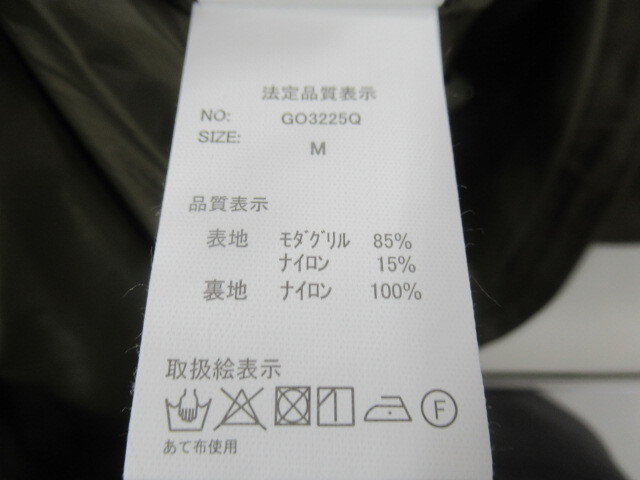 法定品質表示
NO: GO3225Q
SIZE: M
品質表示
表地 ﾓﾀﾞｸﾞﾘﾙ 85%
ナイロン 15%
裏地 ナイロン 100%
取扱絵表示
F
あて布使用